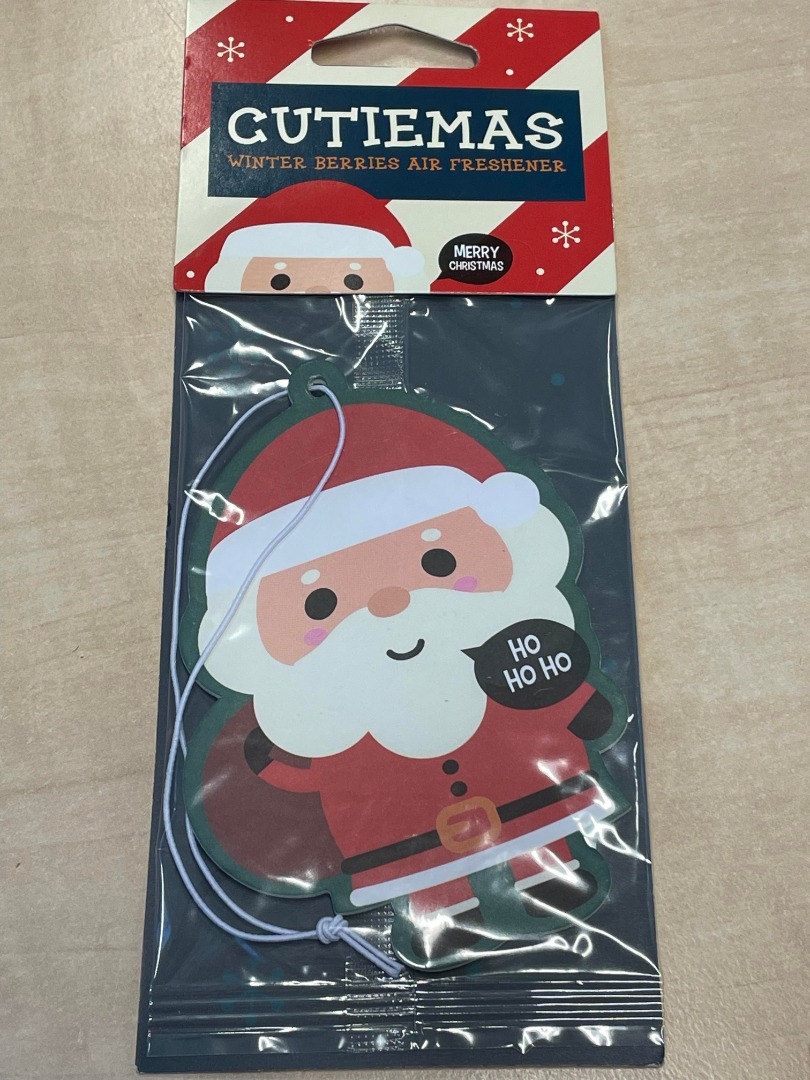 CUTIEMAS
WINTER BERRIES AIR FRESHENER
MERRY
CHRISTMAS
HO
HO HO